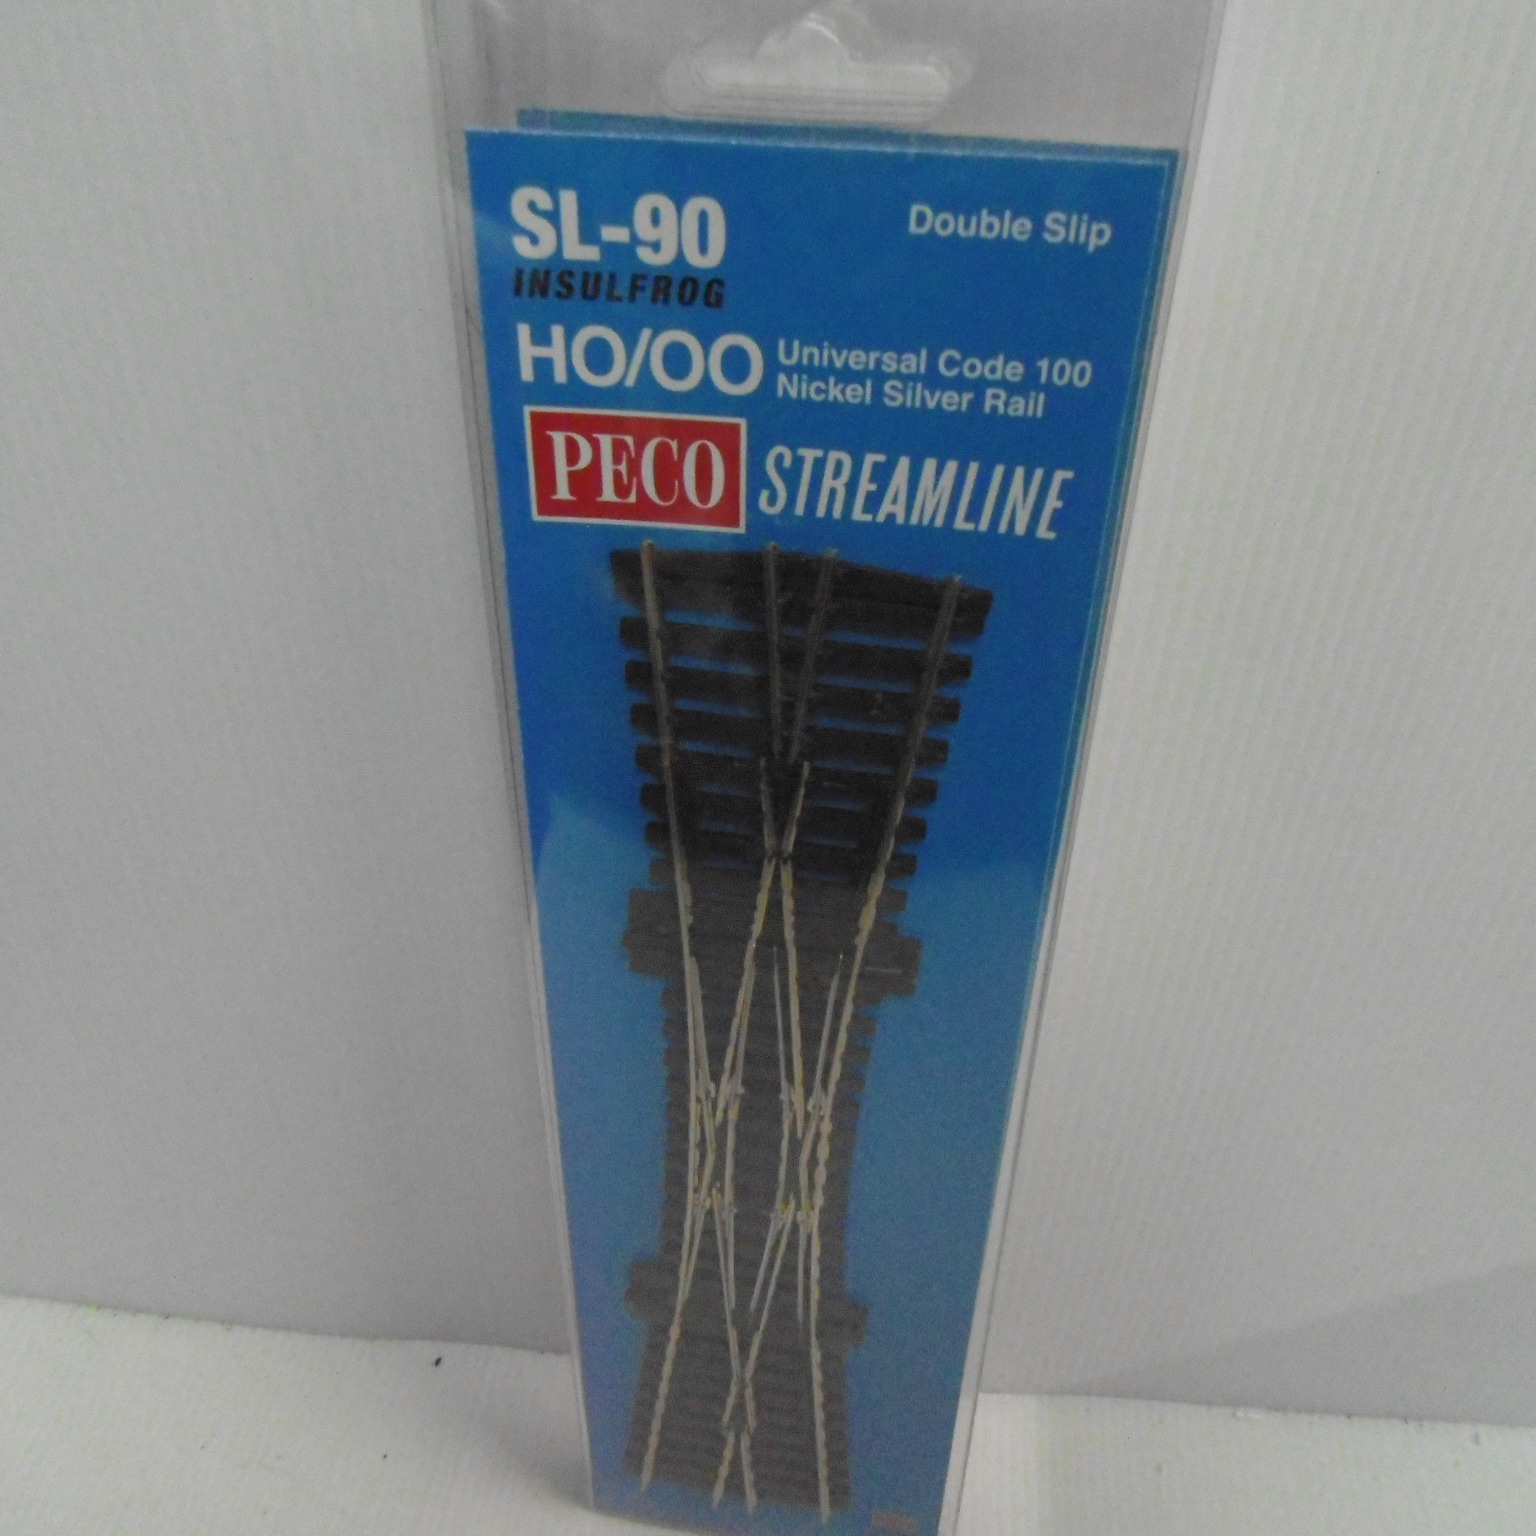 SL-90
Double Slip
INSULFROG
HO/OO
Universal Code 100
Nickel Silver Rail
PECO STREAMLINE